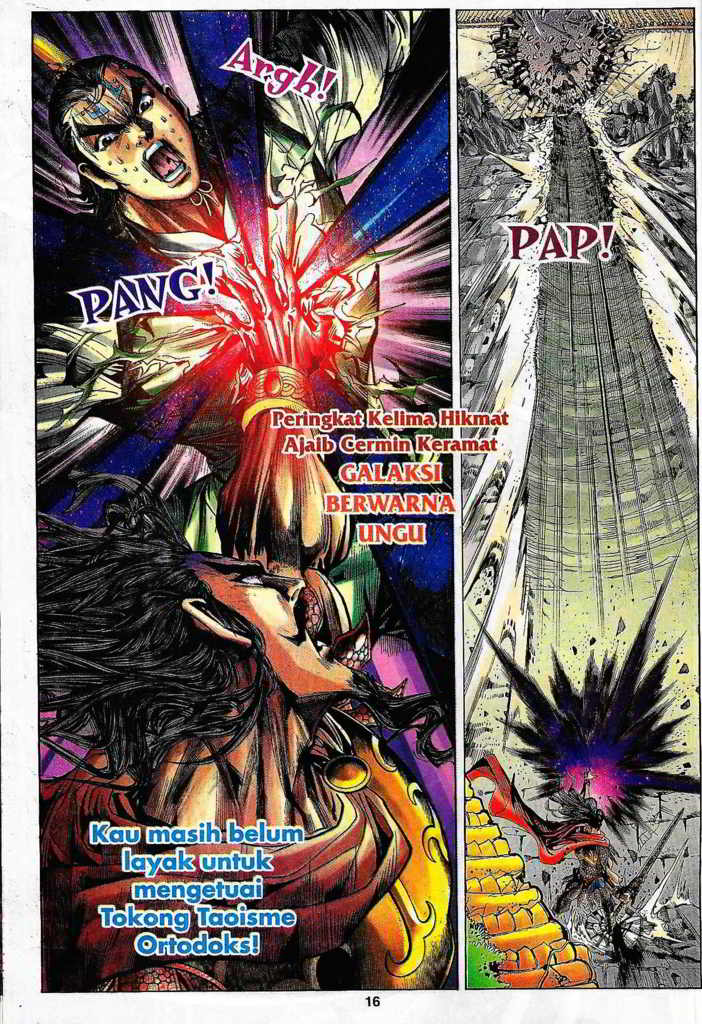 Argh!
PANG!
Peringkat Kelima Hikmat
Ajaib Cermin Keramat
GALAKSI
BERWARNA
UNGU
Kau masih belum
layak untuk
mengetuai
Tokong Taoisme
Ortodoks!
PAP!
16